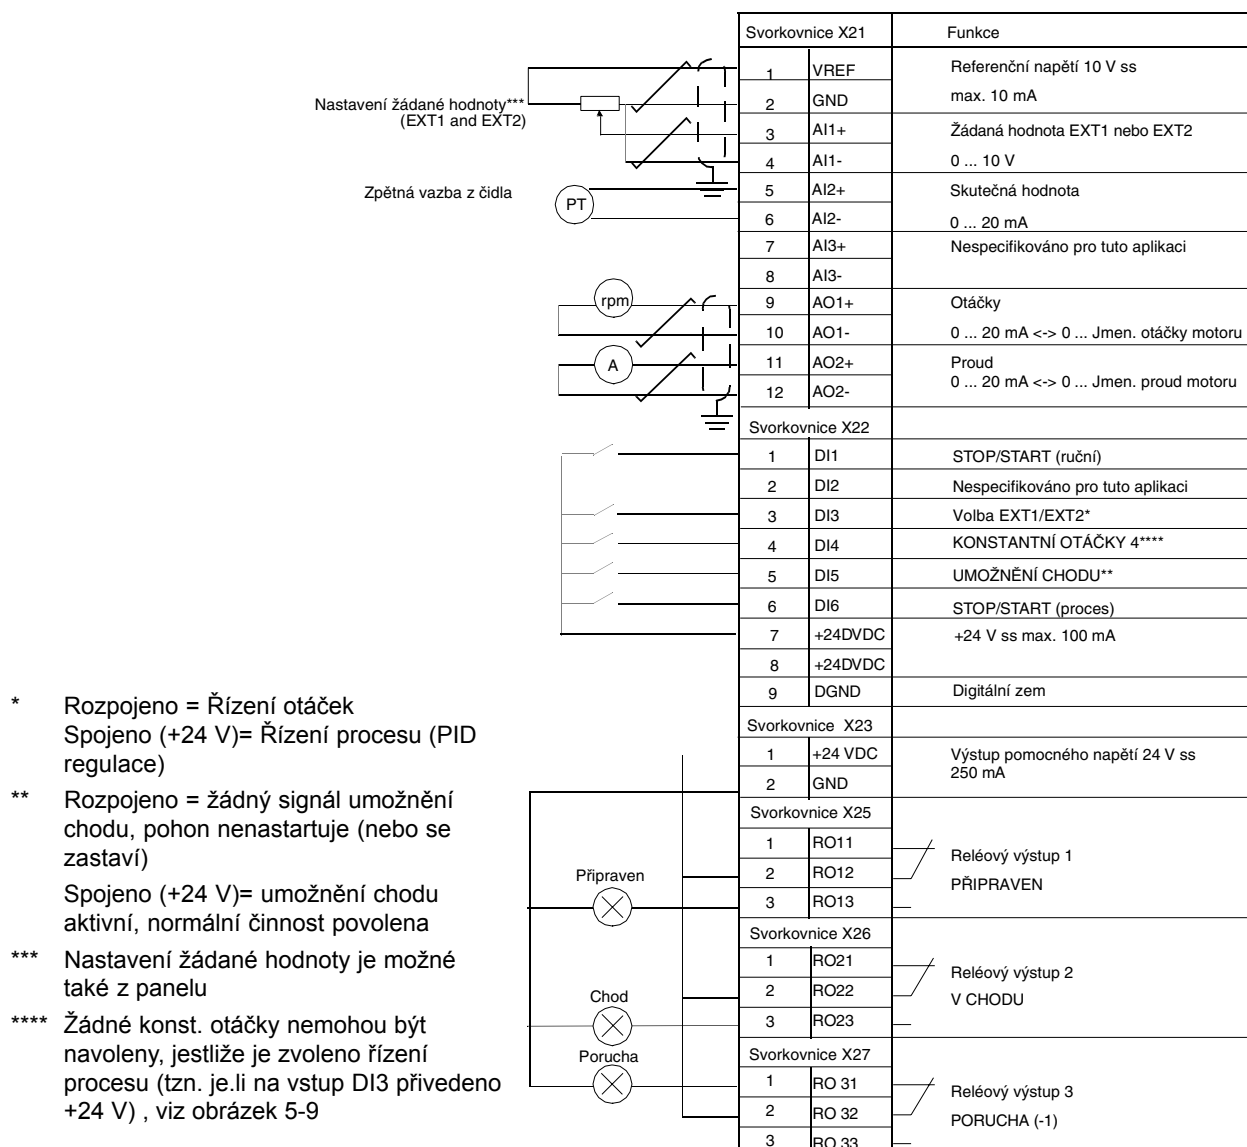 Svorkovnice X21 Funkce
1 VREF Referenční napětí 10 V ss
2 GND max. 10 mA
Nastavení žádané hodnoty***
(EXT1 and EXT2)
3 AI1+ Žádaná hodnota EXT1 nebo EXT2
4 AI1- 0 ... 10 V
Zpětná vazba z čidla
PT
5 AI2+ Skutečná hodnota
6 AI2- 0 ... 20 mA
7 AI3+ Nespecifikováno pro tuto aplikaci
8 AI3-
rpm
9 AO1+ Otáčky
10 AO1- 0 ... 20 mA <-> 0 ... Jmen. otáčky motoru
A
11 AO2+ Proud
12 AO2- 0 ... 20 mA <-> 0 ... Jmen. proud motoru
Svorkovnice X22
1 DI1 STOP/START (ruční)
2 DI2 Nespecifikováno pro tuto aplikaci
3 DI3 Volba EXT1/EXT2*
4 DI4 KONSTANTNÍ OTÁČKY 4****
5 DI5 UMOŽNĚNÍ CHODU**
6 DI6 STOP/START (proces)
7 +24DVDC +24 V ss max. 100 mA
8 +24DVDC
9 DGND Digitální zem
Svorkovnice X23
1 +24 VDC Výstup pomocného napětí 24 V ss
250 mA
2 GND
Svorkovnice X25
1 RO11 Reléový výstup 1
2 RO12 PŘIPRAVEN
3 RO13
Připraven
Svorkovnice X26
1 RO21 Reléový výstup 2
2 RO22 V CHODU
3 RO23
Chod
Porucha
Svorkovnice X27
1 RO 31 Reléový výstup 3
2 RO 32 PORUCHA (-1)
3 RO 33
* Rozpojeno = Řízení otáček
Spojeno (+24 V)= Řízení procesu (PID
regulace)
** Rozpojeno = žádný signál umožnění
chodu, pohon nenastartuje (nebo se
zastaví)
Spojeno (+24 V)= umožnění chodu
aktivní, normální činnost povolena
*** Nastavení žádané hodnoty je možné
také z panelu
**** Žádné konst. otáčky nemohou být
navoleny, jestliže je zvoleno řízení
procesu (tzn. je.li na vstup DI3 přivedeno
+24 V) , viz obrázek 5-9